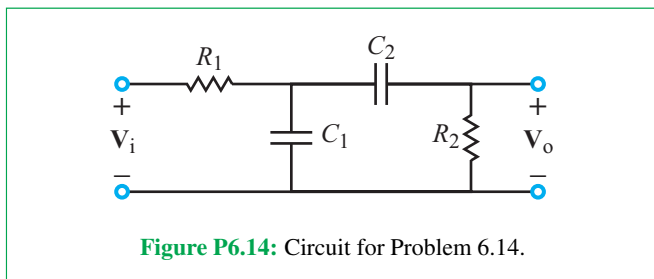 C₂
R₁
+
+
Vᵢ
C₁
R₂
Vₒ
–
–
Figure P6.14: Circuit for Problem 6.14.